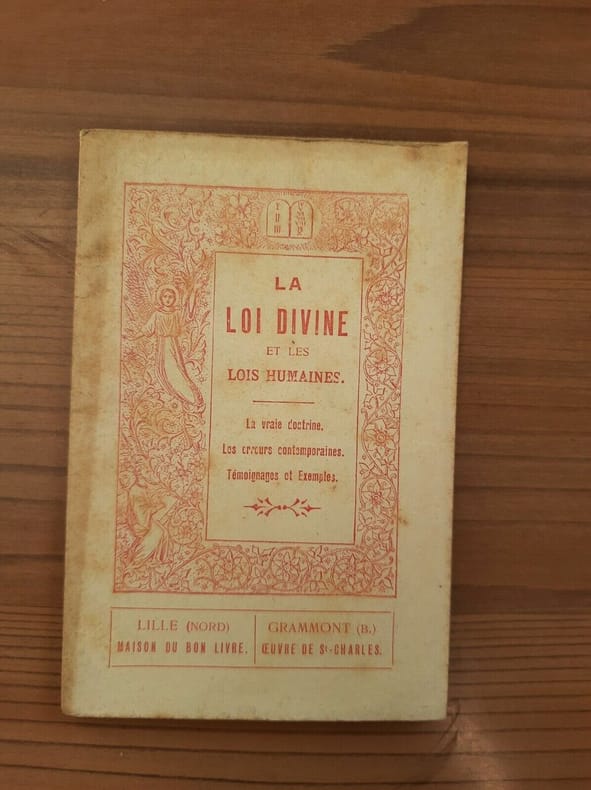 LA
LOI DIVINE
ET LES
LOIS HUMAINES.
La vraie doctrine.
Les erreurs contemporaines.
Témoignages et Exemples.
LILLE (NORD)
MAISON DU BON LIVRE.
GRAMMONT (B.)
ŒUVRE DE St-CHARLES.